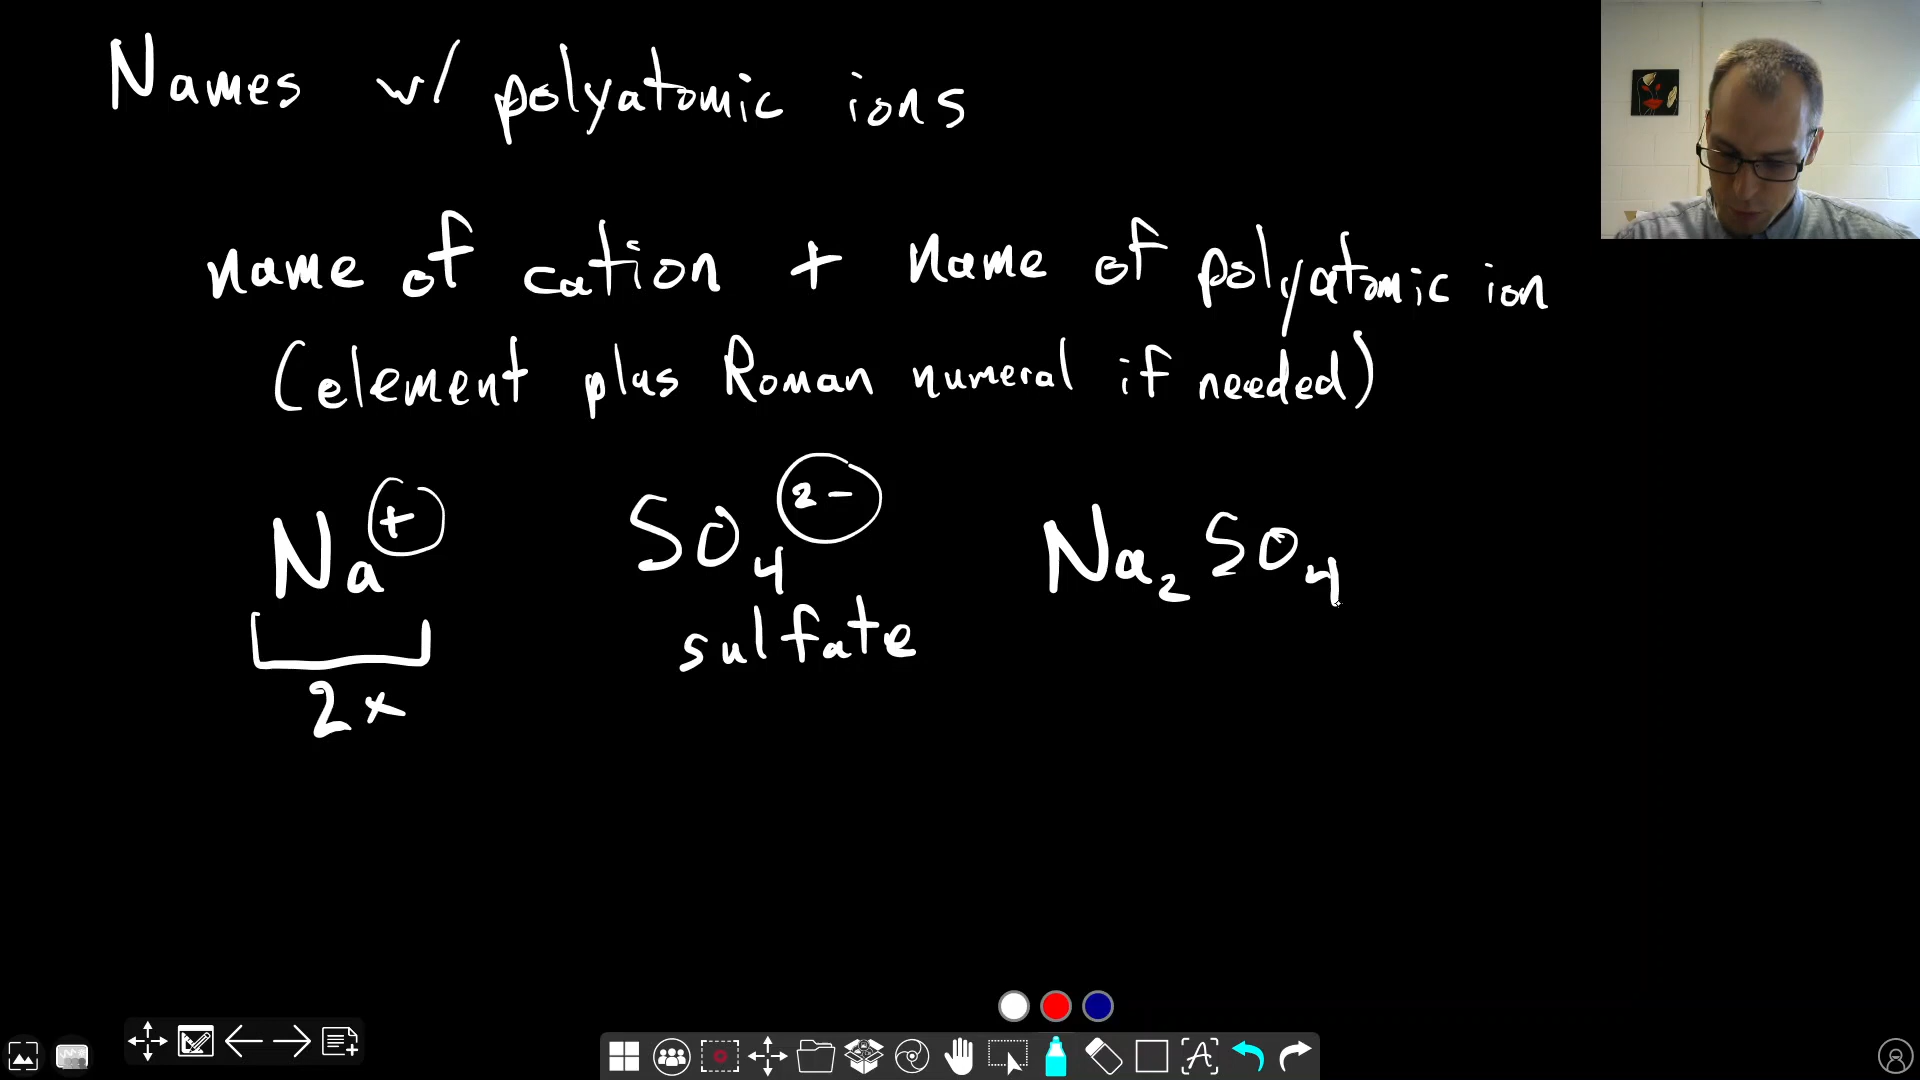 Names w/ polyatomic ions
name of cation + name of polyatomic ion
(element plus Roman numeral if needed)
Na⁺ SO₄²⁻ Na₂SO₄
sulfate
2x